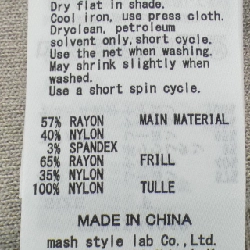 Dry flat in shade.
Cool iron, use press cloth.
Dryclean, petroleum
solvent only, short cycle.
Use the net when washing.
May shrink slightly when
washed.
Use a short spin cycle.
57% RAYON MAIN MATERIAL
40% NYLON
3% SPANDEX
65% RAYON FRILL
35% NYLON
100% NYLON TULLE
MADE IN CHINA
mash style lab Co., Ltd.